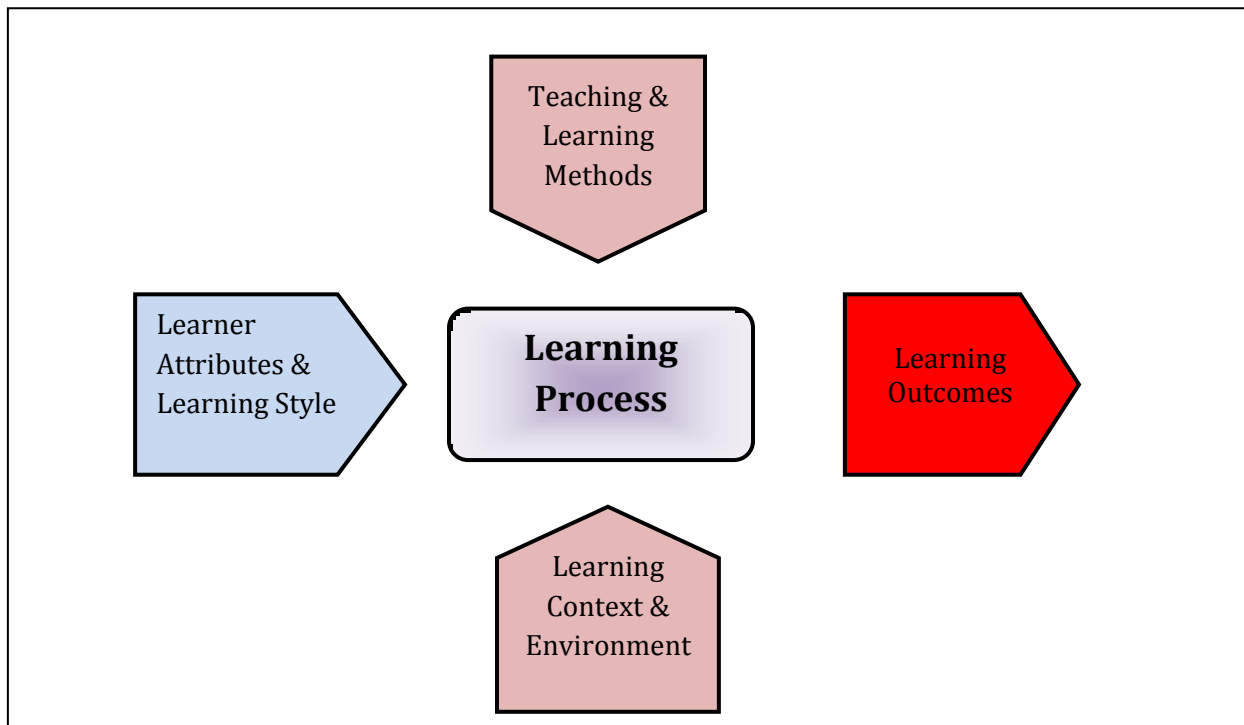 Teaching &
Learning
Methods
Learner
Attributes &
Learning Style
Learning
Process
Learning
Outcomes
Learning
Context &
Environment